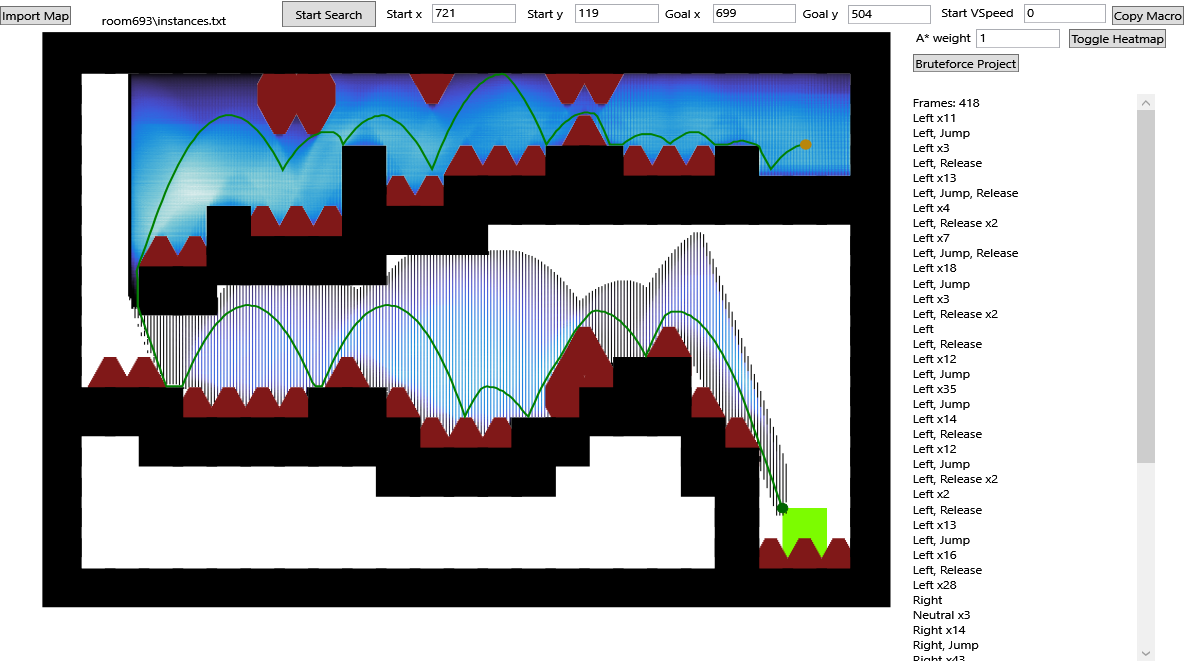 Import Map
room693\instances.txt
Start Search
Start x 721
Start y 119
Goal x 699
Goal y 504
Start VSpeed 0
Copy Macro
A* weight 1
Toggle Heatmap
Bruteforce Project
Frames: 418
Left x11
Left, Jump
Left x3
Left, Release
Left x13
Left, Jump, Release
Left x4
Left, Release x2
Left x7
Left, Jump, Release
Left x18
Left, Jump
Left x3
Left, Release x2
Left
Left, Release
Left x12
Left, Jump
Left x35
Left, Jump
Left x14
Left, Release
Left x12
Left, Jump
Left, Release x2
Left x2
Left, Release
Left x13
Left, Jump
Left x16
Left, Release
Left x28
Right
Neutral x3
Right x14
Right, Jump
Right x43